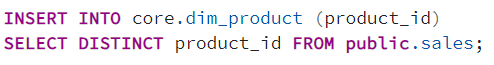 INSERT INTO core.dim_product (product_id)
SELECT DISTINCT product_id FROM public.sales;